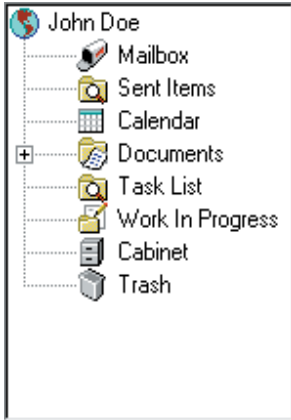 John Doe
Mailbox
Sent Items
Calendar
Documents
Task List
Work In Progress
Cabinet
Trash